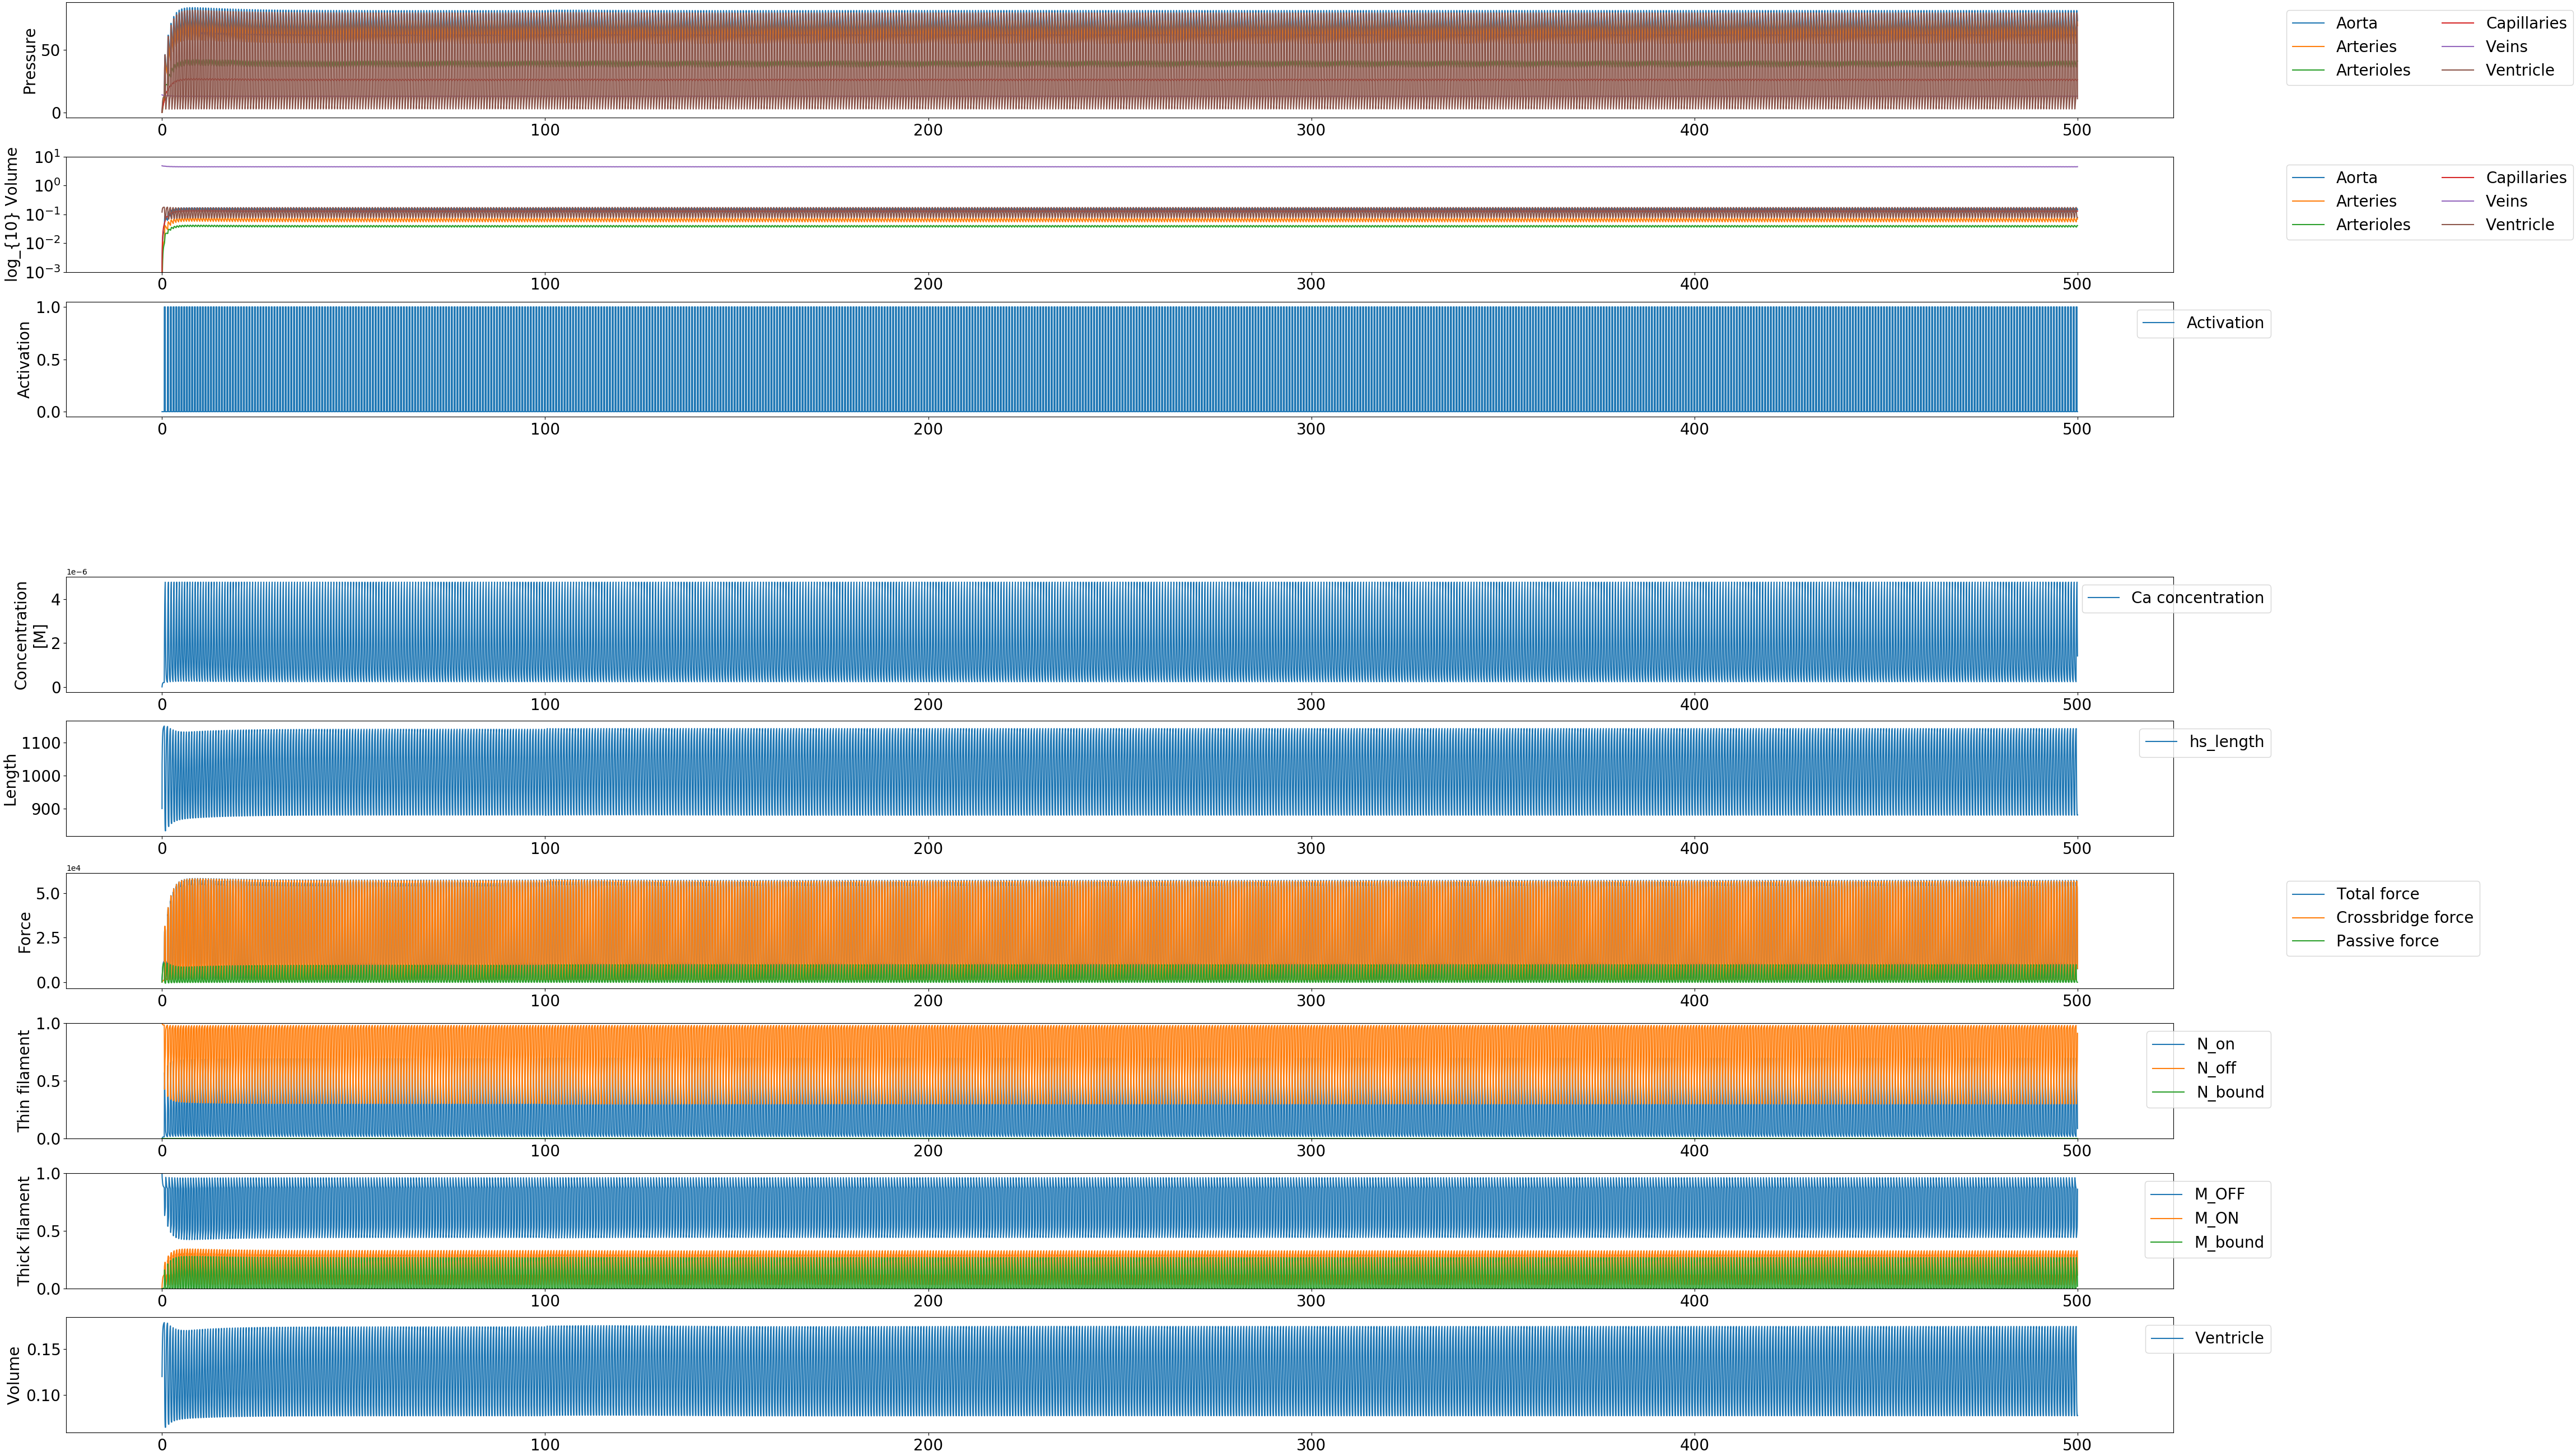 Pressure
50
0
0 100 200 300 400 500
Aorta Capillaries
Arteries Veins
Arterioles Ventricle
log_{10} Volume
10^1
10^0
10^-1
10^-2
10^-3
0 100 200 300 400 500
Aorta Capillaries
Arteries Veins
Arterioles Ventricle
Activation
1.0
0.5
0.0
0 100 200 300 400 500
Activation
Concentration
[M]
1e−6
4
2
0
0 100 200 300 400 500
Ca concentration
Length
1100
1000
900
0 100 200 300 400 500
hs_length
Force
1e4
5.0
2.5
0.0
0 100 200 300 400 500
Total force
Crossbridge force
Passive force
Thin filament
1.0
0.5
0.0
0 100 200 300 400 500
N_on
N_off
N_bound
Thick filament
1.0
0.5
0.0
0 100 200 300 400 500
M_OFF
M_ON
M_bound
Volume
0.15
0.10
0 100 200 300 400 500
Ventricle